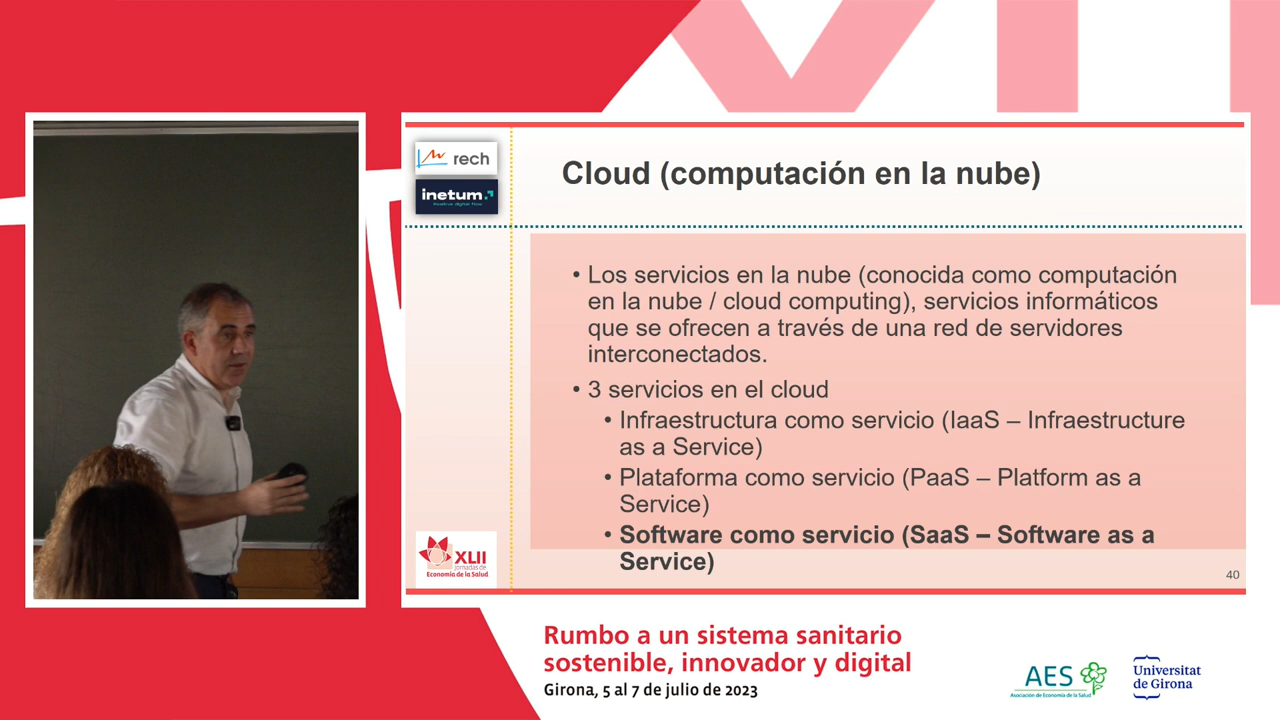 rech
inetum.
Positive digital flow
Cloud (computación en la nube)
• Los servicios en la nube (conocida como computación
en la nube / cloud computing), servicios informáticos
que se ofrecen a través de una red de servidores
interconectados.
• 3 servicios en el cloud
• Infraestructura como servicio (IaaS – Infraestructure
as a Service)
• Plataforma como servicio (PaaS – Platform as a
Service)
• Software como servicio (SaaS – Software as a
Service)
XLII
Jornadas de
Economía de la Salud
40
Rumbo a un sistema sanitario
sostenible, innovador y digital
Girona, 5 al 7 de julio de 2023
AES
Asociación de Economía de la Salud
Universitat
de Girona